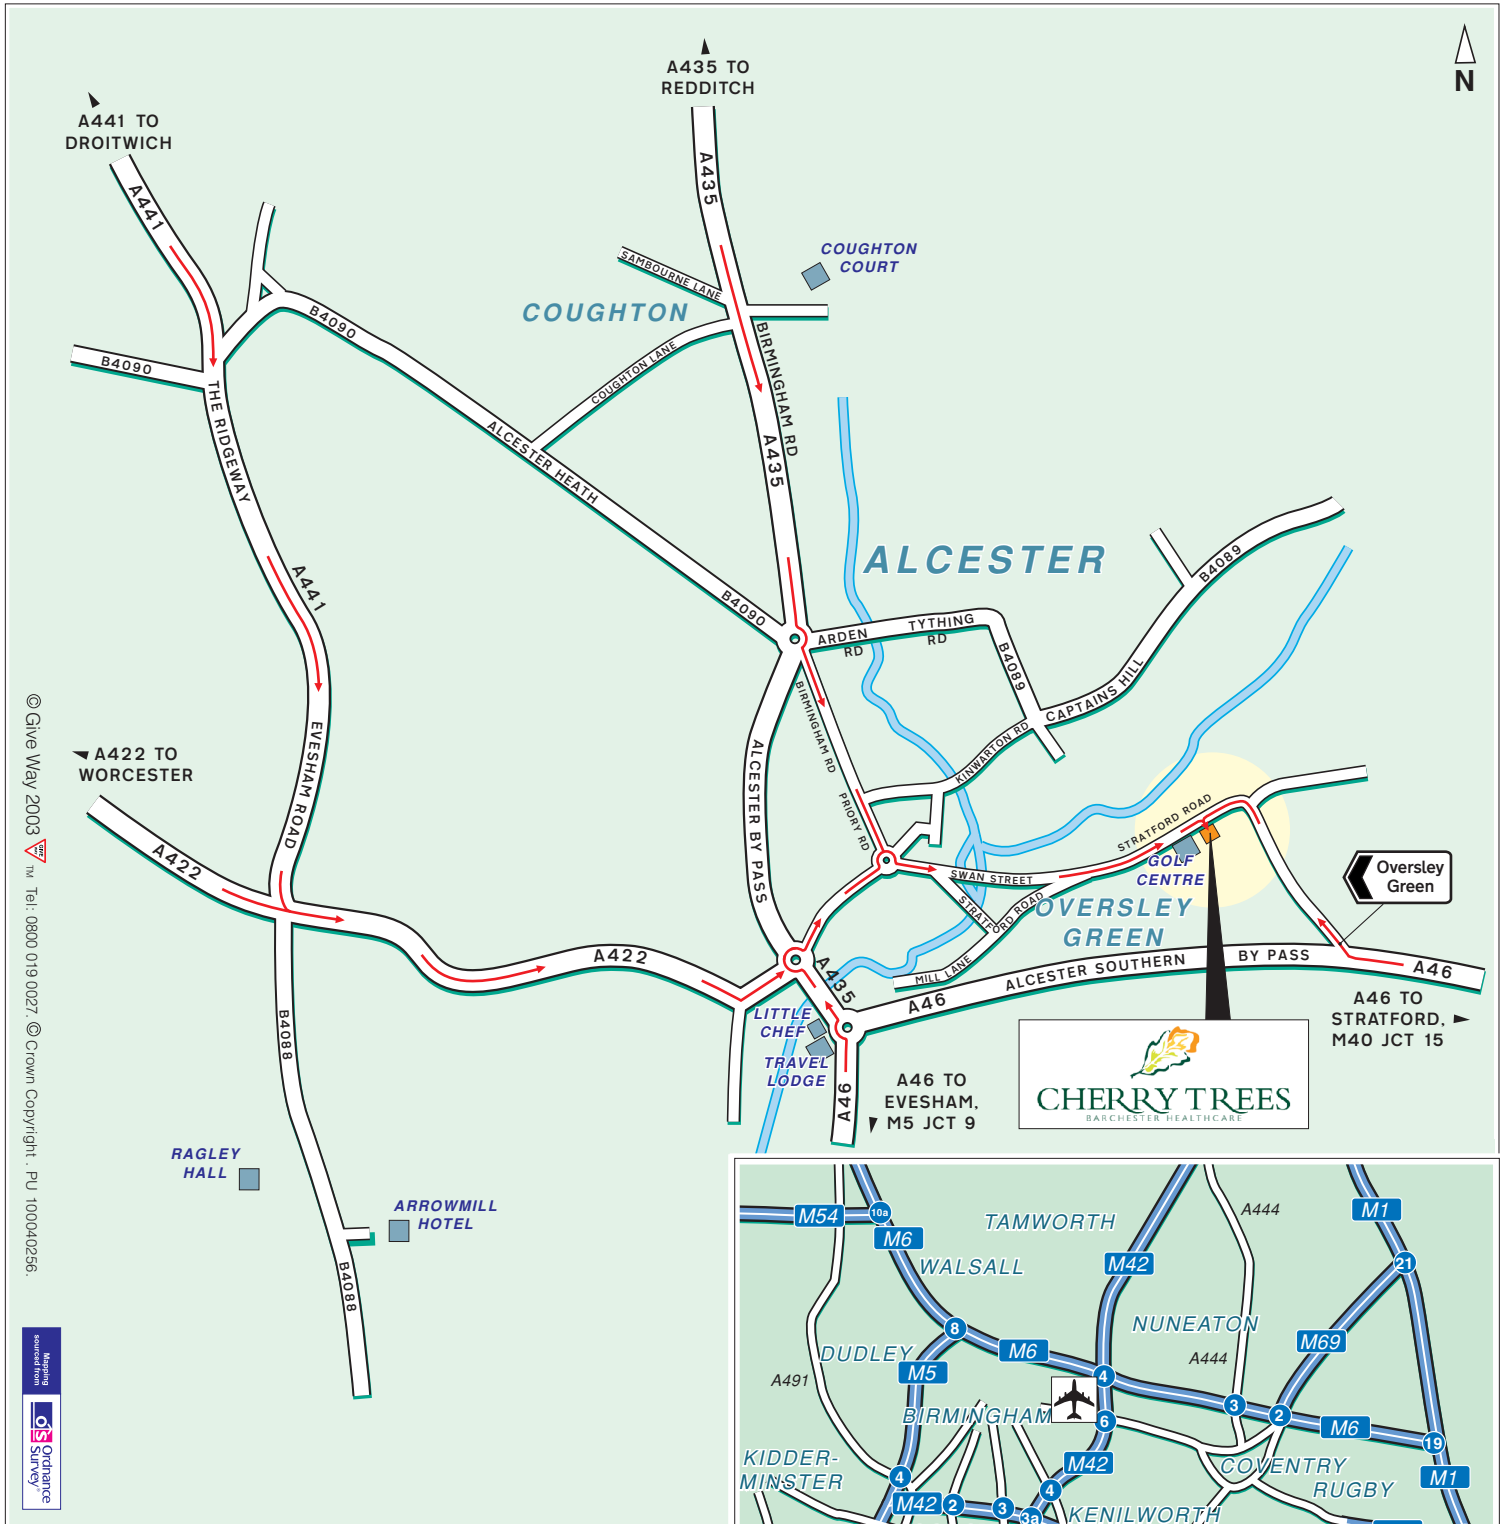 A435 TO
REDDITCH
N
A441 TO
DROITWICH
A441
A435
SAMBOURNE LANE
COUGHTON
COURT
COUGHTON
B4090
B4090
COUGHTON LANE
BIRMINGHAM RD
A435
THE RIDGEWAY
ALCESTER HEATH
ALCESTER
B4089
A441
B4090
ARDEN
RD
TYTHING
RD
B4089
CAPTAINS HILL
BIRMINGHAM RD
KINWARTON RD
EVESHAM ROAD
ALCESTER BY PASS
PRIORY RD
A422 TO
WORCESTER
A422
STRATFORD ROAD
GOLF
CENTRE
SWAN STREET
STRATFORD ROAD
OVERSLEY
GREEN
Oversley
Green
MILL LANE
A422
A435
A46
ALCESTER SOUTHERN
BY PASS
A46
A46 TO
STRATFORD,
M40 JCT 15
LITTLE
CHEF
TRAVEL
LODGE
A46
A46 TO
EVESHAM,
M5 JCT 9
CHERRY TREES
BARCHESTER HEALTHCARE
B4088
RAGLEY
HALL
ARROWMILL
HOTEL
B4088
© Give Way 2003 GIVE WAY ™ Tel: 0800 019 0027. © Crown Copyright . PU 100040256.
Mapping
sourced from
o's
Ordnance
Survey®
M54
10a
M6
TAMWORTH
A444
M1
WALSALL
M42
21
8
M6
NUNEATON
M69
DUDLEY
M5
A444
A491
4
BIRMINGHAM
6
3
2
M6
19
KIDDER-
MINSTER
4
M42
COVENTRY
M1
RUGBY
M42
2
3
3a
4
KENILWORTH